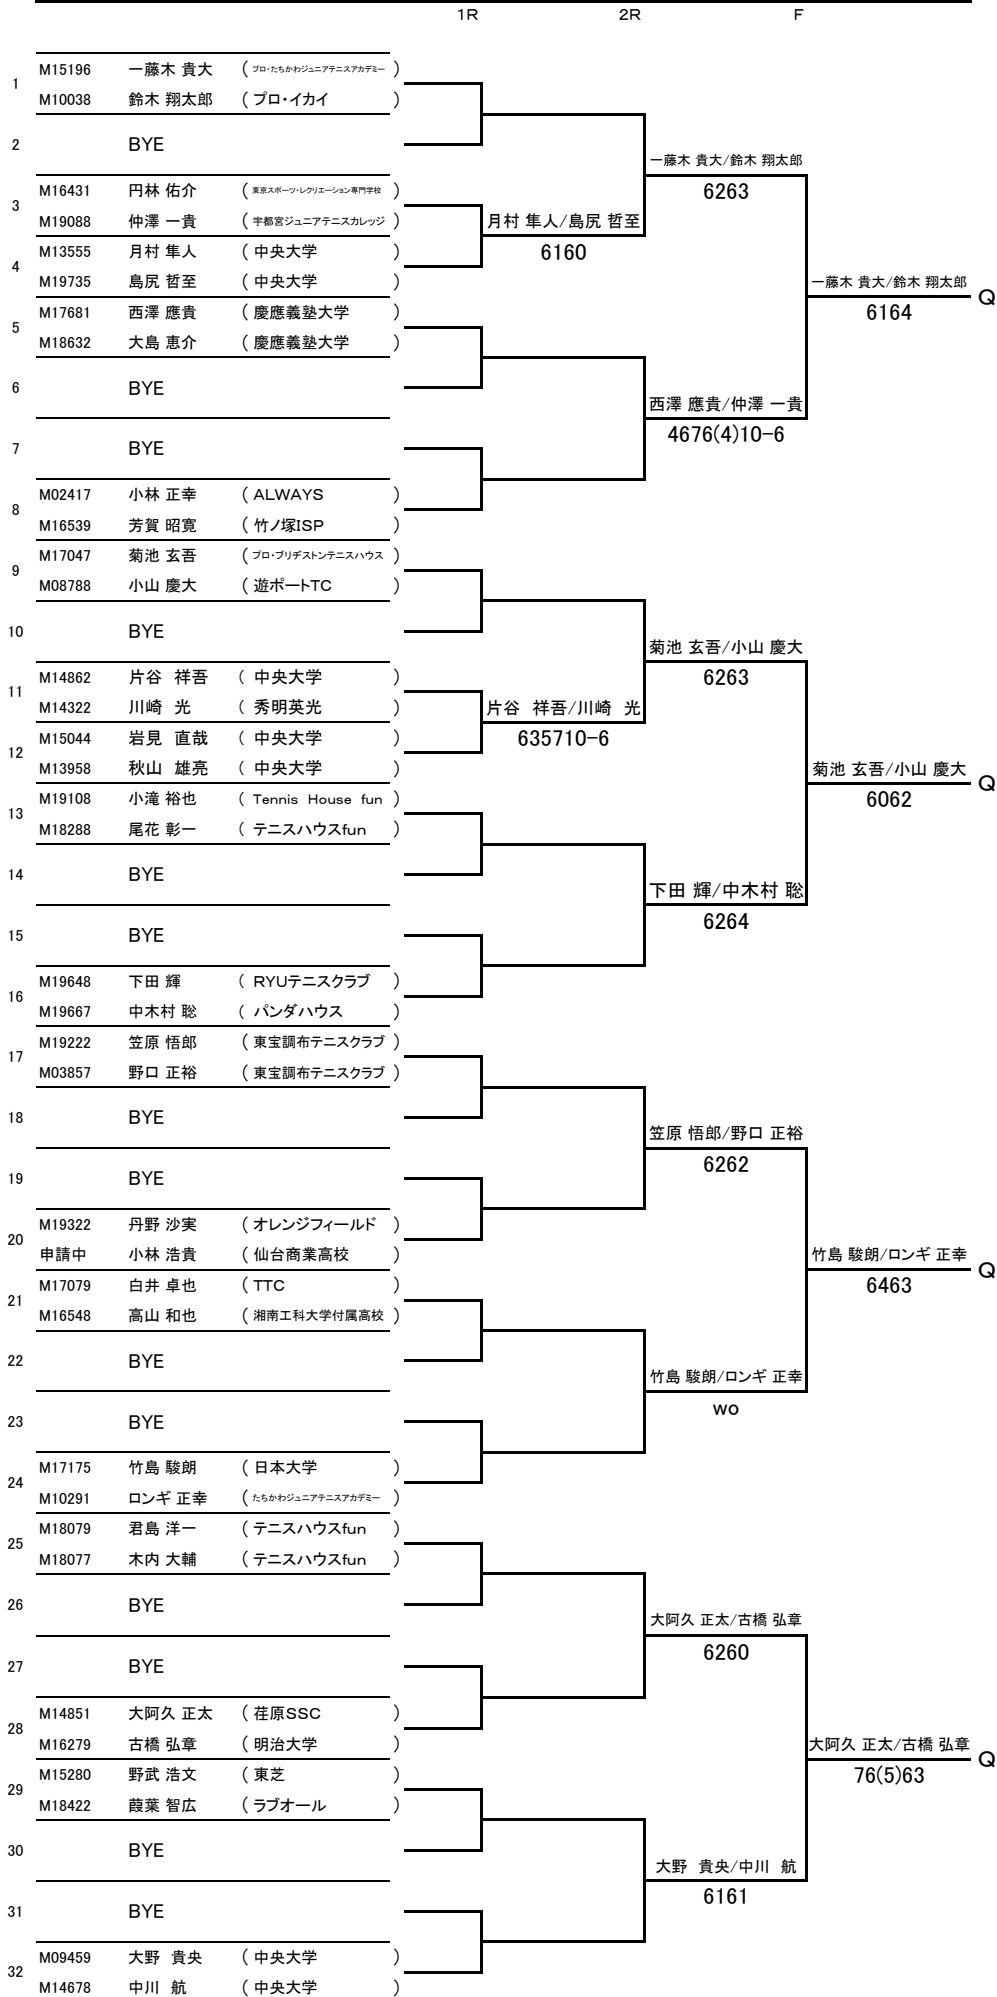 1R 2R F
1 M15196 一藤木 貴大 ( プロ・たちかわジュニアテニスアカデミー )
M10038 鈴木 翔太郎 ( プロ・イカイ )
2 BYE
一藤木 貴大/鈴木 翔太郎
6263
3 M16431 円林 佑介 ( 東京スポーツ・レクリエーション専門学校 )
M19088 仲澤 一貴 ( 宇都宮ジュニアテニスカレッジ )
月村 隼人/島尻 哲至
6160
4 M13555 月村 隼人 ( 中央大学 )
M19735 島尻 哲至 ( 中央大学 )
一藤木 貴大/鈴木 翔太郎
Q
6164
5 M17681 西澤 應貴 ( 慶應義塾大学 )
M18632 大島 恵介 ( 慶應義塾大学 )
6 BYE
西澤 應貴/仲澤 一貴
4676(4)10-6
7 BYE
8 M02417 小林 正幸 ( ALWAYS )
M16539 芳賀 昭寛 ( 竹ノ塚ISP )
9 M17047 菊池 玄吾 ( プロ・ブリヂストンテニスハウス )
M08788 小山 慶大 ( 遊ポートTC )
10 BYE
菊池 玄吾/小山 慶大
6263
11 M14862 片谷 祥吾 ( 中央大学 )
M14322 川崎 光 ( 秀明英光 )
片谷 祥吾/川崎 光
635710-6
12 M15044 岩見 直哉 ( 中央大学 )
M13958 秋山 雄亮 ( 中央大学 )
菊池 玄吾/小山 慶大
Q
6062
13 M19108 小滝 裕也 ( Tennis House fun )
M18288 尾花 彰一 ( テニスハウスfun )
14 BYE
下田 輝/中木村 聡
6264
15 BYE
16 M19648 下田 輝 ( RYUテニスクラブ )
M19667 中木村 聡 ( パンダハウス )
17 M19222 笠原 悟郎 ( 東宝調布テニスクラブ )
M03857 野口 正裕 ( 東宝調布テニスクラブ )
18 BYE
笠原 悟郎/野口 正裕
6262
19 BYE
20 M19322 丹野 沙実 ( オレンジフィールド )
申請中 小林 浩貴 ( 仙台商業高校 )
竹島 駿朗/ロンギ 正幸
Q
6463
21 M17079 白井 卓也 ( TTC )
M16548 高山 和也 ( 湘南工科大学付属高校 )
22 BYE
竹島 駿朗/ロンギ 正幸
wo
23 BYE
24 M17175 竹島 駿朗 ( 日本大学 )
M10291 ロンギ 正幸 ( たちかわジュニアテニスアカデミー )
25 M18079 君島 洋一 ( テニスハウスfun )
M18077 木内 大輔 ( テニスハウスfun )
26 BYE
大阿久 正太/古橋 弘章
6260
27 BYE
28 M14851 大阿久 正太 ( 荏原SSC )
M16279 古橋 弘章 ( 明治大学 )
大阿久 正太/古橋 弘章
Q
76(5)63
29 M15280 野武 浩文 ( 東芝 )
M18422 葭葉 智広 ( ラブオール )
30 BYE
大野 貴央/中川 航
6161
31 BYE
32 M09459 大野 貴央 ( 中央大学 )
M14678 中川 航 ( 中央大学 )